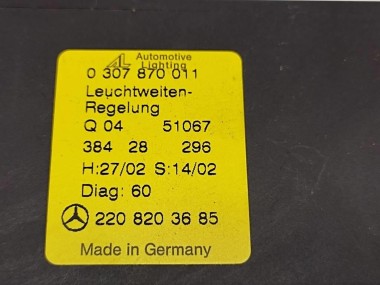 AL Automotive
Lighting
0 307 870 011
Leuchtweiten-
Regelung
Q 04 51067
384 28 296
H:27/02 S:14/02
Diag: 60
220 820 36 85
Made in Germany